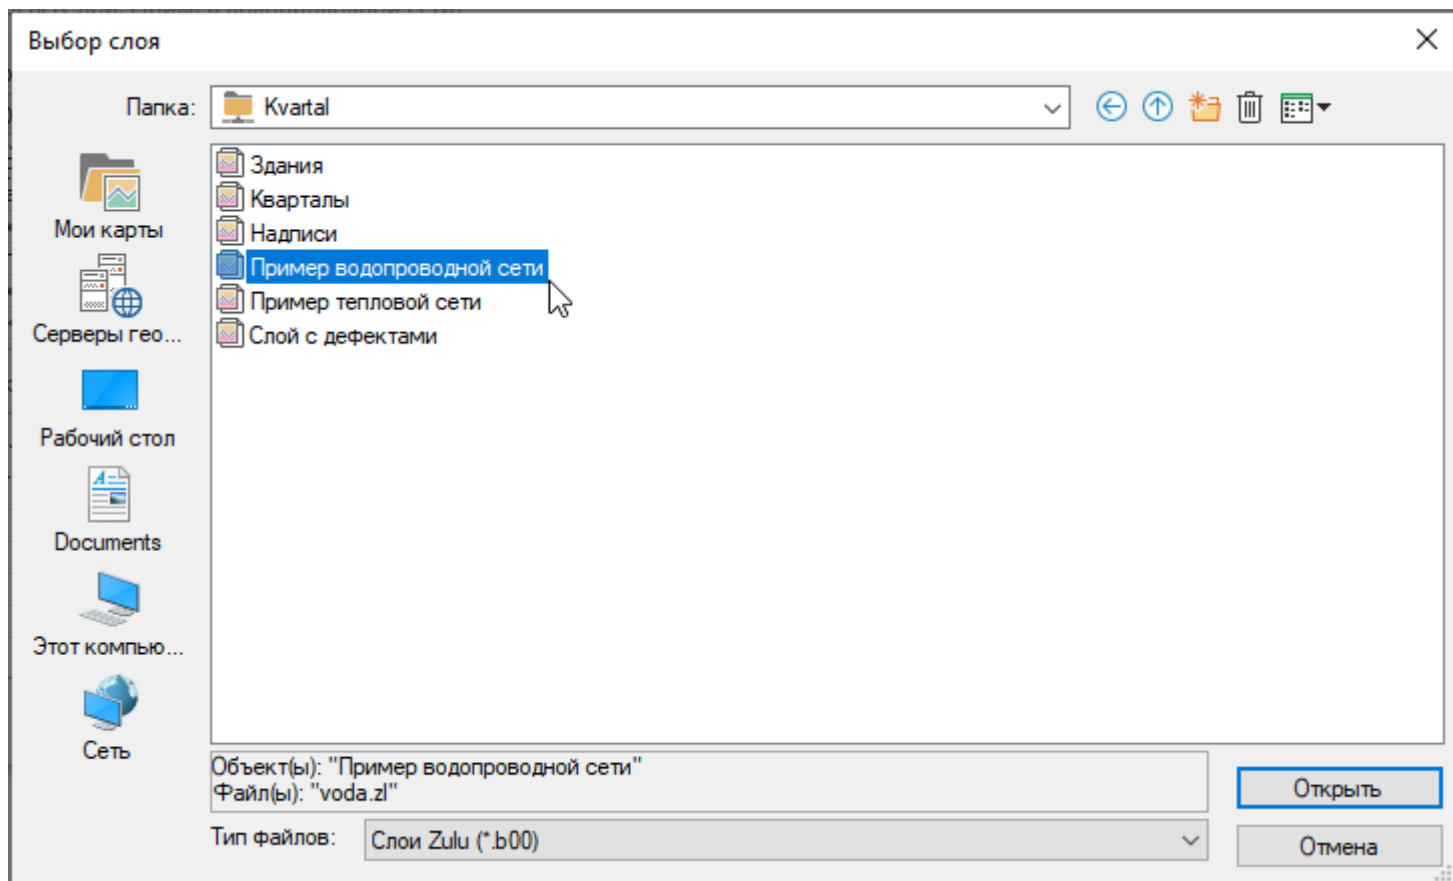 Выбор слоя
Папка: Kvartal
Здания
Кварталы
Надписи
Пример водопроводной сети
Пример тепловой сети
Слой с дефектами
Мои карты
Серверы гео...
Рабочий стол
Documents
Этот компью...
Сеть
Объект(ы): "Пример водопроводной сети"
Файл(ы): "voda.zl"
Открыть
Тип файлов: Слои Zulu (*.b00)
Отмена